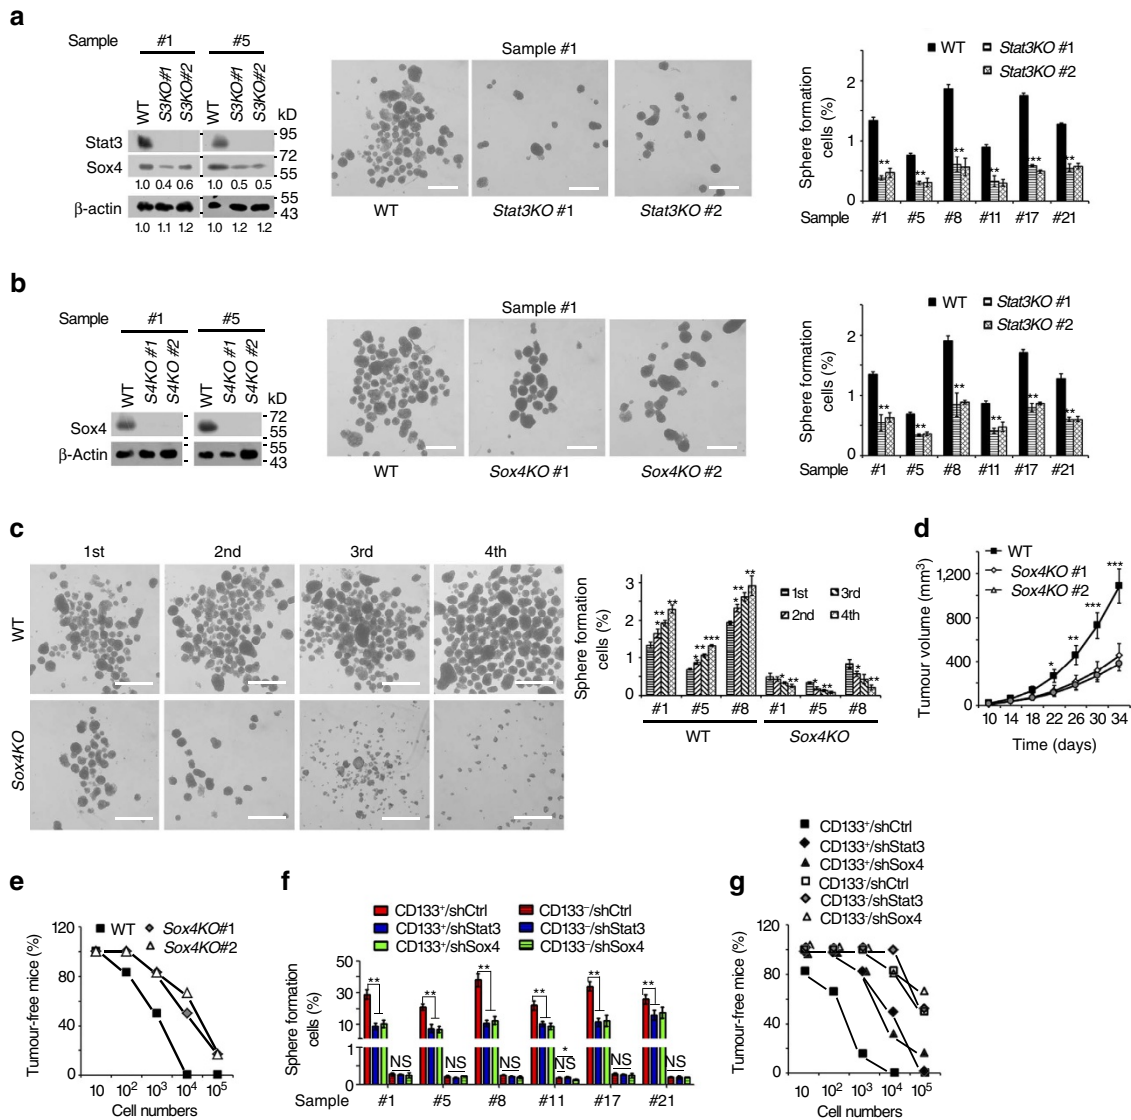 a
Sample #1 #5
WT S3KO#1 S3KO#2 WT S3KO#1 S3KO#2 kD
Stat3 95
72
Sox4 55
1.0 0.4 0.6 1.0 0.5 0.5
β-actin 55
43
1.0 1.1 1.2 1.0 1.2 1.2
Sample #1
WT Stat3KO #1 Stat3KO #2
WT Stat3KO #1
Stat3KO #2
Sphere formation
cells (%)
2
1
0
** ** ** ** ** **
Sample #1 #5 #8 #11 #17 #21
b
Sample #1 #5
WT S4KO #1 S4KO #2 WT S4KO #1 S4KO #2 kD
Sox4 72
55
β-Actin 55
43
Sample #1
WT Sox4KO #1 Sox4KO #2
WT Stat3KO #1
Stat3KO #2
Sphere formation
cells (%)
2
1
0
** ** ** ** ** **
Sample #1 #5 #8 #11 #17 #21
c
1st 2nd 3rd 4th
WT
Sox4KO
Sphere formation
cells (%)
3
2
1
0
1st 3rd
2nd 4th
* ** ** * ** *** * ** ** * ** * ** * **
#1 #5 #8 #1 #5 #8
WT Sox4KO
d
WT
Sox4KO #1
Sox4KO #2
Tumour volume (mm³)
1,200
800
400
0
* ** *** ***
10 14 18 22 26 30 34
Time (days)
e
WT Sox4KO#1
Sox4KO#2
Tumour-free mice (%)
120
80
40
0
10 10² 10³ 10⁴ 10⁵
Cell numbers
f
CD133⁺/shCtrl CD133⁻/shCtrl
CD133⁺/shStat3 CD133⁻/shStat3
CD133⁺/shSox4 CD133⁻/shSox4
Sphere formation
cells (%)
50
30
10
1
0
** ** ** ** ** **
NS NS NS * NS NS NS
Sample #1 #5 #8 #11 #17 #21
g
CD133⁺/shCtrl
CD133⁺/shStat3
CD133⁺/shSox4
CD133⁻/shCtrl
CD133⁻/shStat3
CD133⁻/shSox4
Tumour-free mice (%)
120
80
40
0
10 10² 10³ 10⁴ 10⁵
Cell numbers